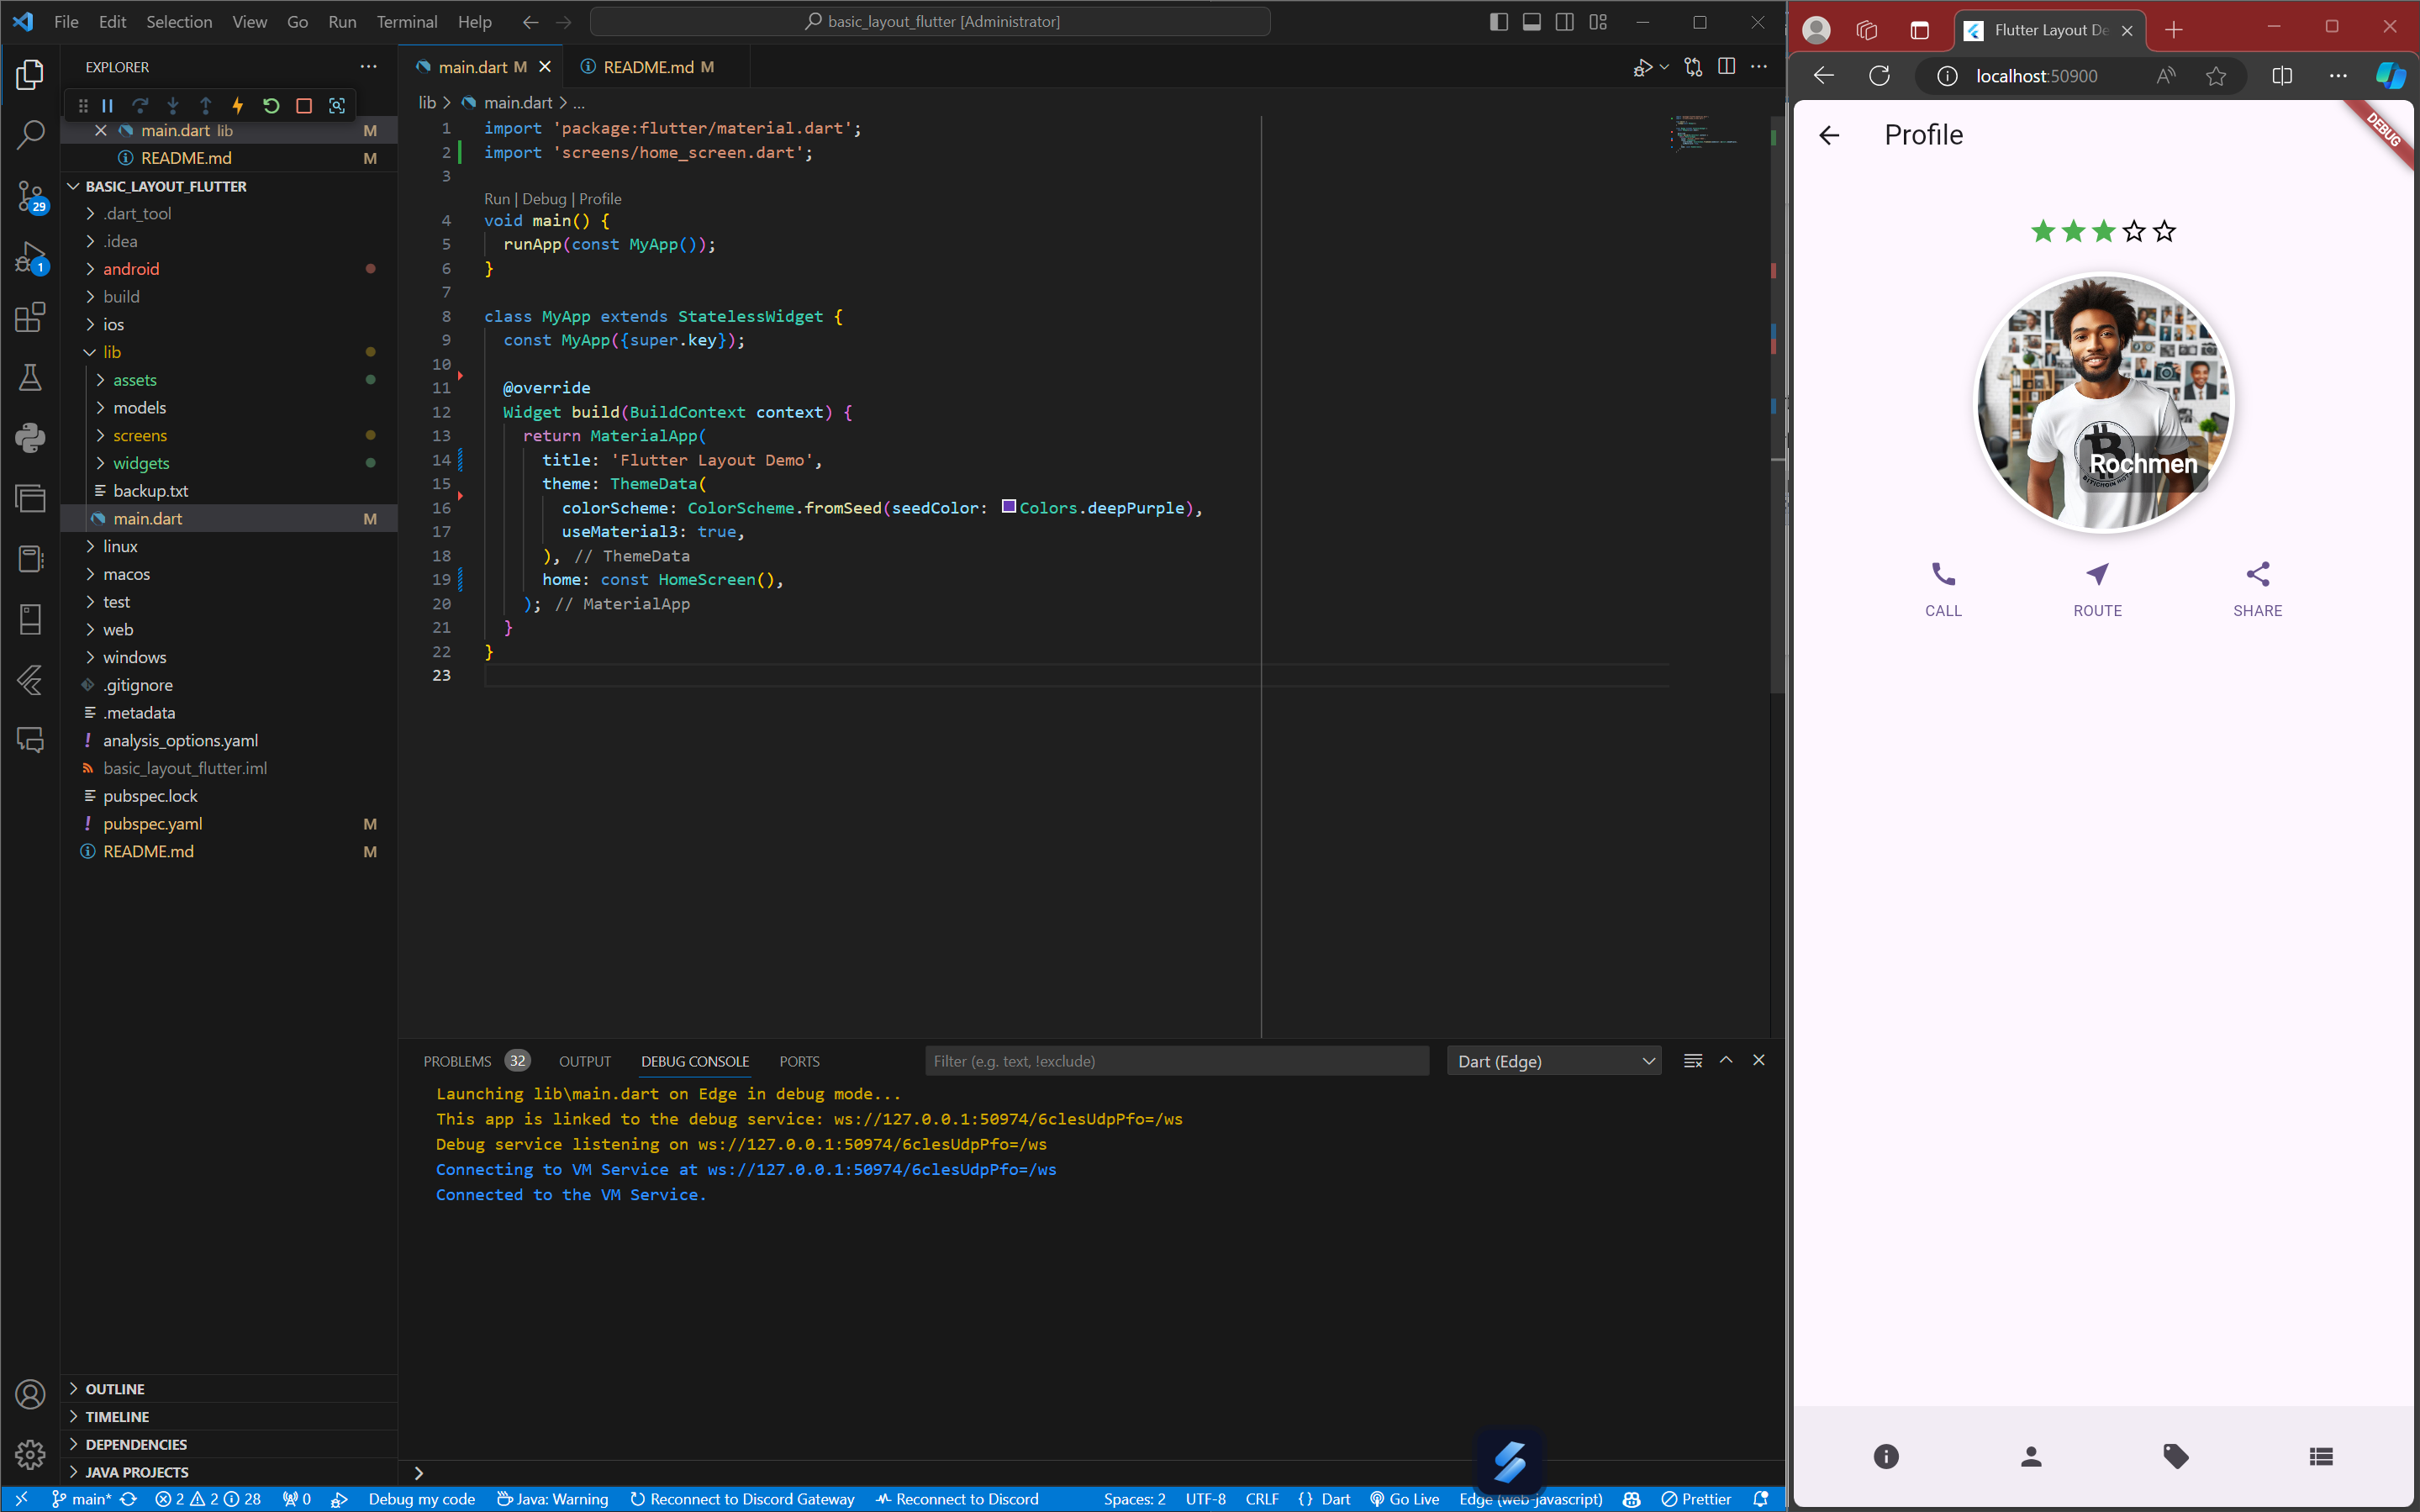 File Edit Selection View Go Run Terminal Help
basic_layout_flutter [Administrator]
EXPLORER
main.dart lib M
README.md M
BASIC_LAYOUT_FLUTTER
.dart_tool
.idea
android
build
ios
lib
assets
models
screens
widgets
backup.txt
main.dart M
linux
macos
test
web
windows
.gitignore
.metadata
analysis_options.yaml
basic_layout_flutter.iml
pubspec.lock
pubspec.yaml M
README.md M
OUTLINE
TIMELINE
DEPENDENCIES
JAVA PROJECTS
29
1
main.dart M
README.md M
lib > main.dart > ...
1 import 'package:flutter/material.dart';
2 import 'screens/home_screen.dart';
3
Run | Debug | Profile
4 void main() {
5 runApp(const MyApp());
6 }
7
8 class MyApp extends StatelessWidget {
9 const MyApp({super.key});
10
11 @override
12 Widget build(BuildContext context) {
13 return MaterialApp(
14 title: 'Flutter Layout Demo',
15 theme: ThemeData(
16 colorScheme: ColorScheme.fromSeed(seedColor: Colors.deepPurple),
17 useMaterial3: true,
18 ), // ThemeData
19 home: const HomeScreen(),
20 ); // MaterialApp
21 }
22 }
23
PROBLEMS 32 OUTPUT DEBUG CONSOLE PORTS
Filter (e.g. text, !exclude)
Dart (Edge)
Launching lib\main.dart on Edge in debug mode...
This app is linked to the debug service: ws://127.0.0.1:50974/6clesUdpPfo=/ws
Debug service listening on ws://127.0.0.1:50974/6clesUdpPfo=/ws
Connecting to VM Service at ws://127.0.0.1:50974/6clesUdpPfo=/ws
Connected to the VM Service.
main* 2 2 28 0 Debug my code Java: Warning Reconnect to Discord Gateway Reconnect to Discord
Spaces: 2 UTF-8 CRLF {} Dart Go Live Edge (web-javascript) Prettier
Flutter Layout De
localhost:50900
Profile
DEBUG
Rochmen
CALL
ROUTE
SHARE